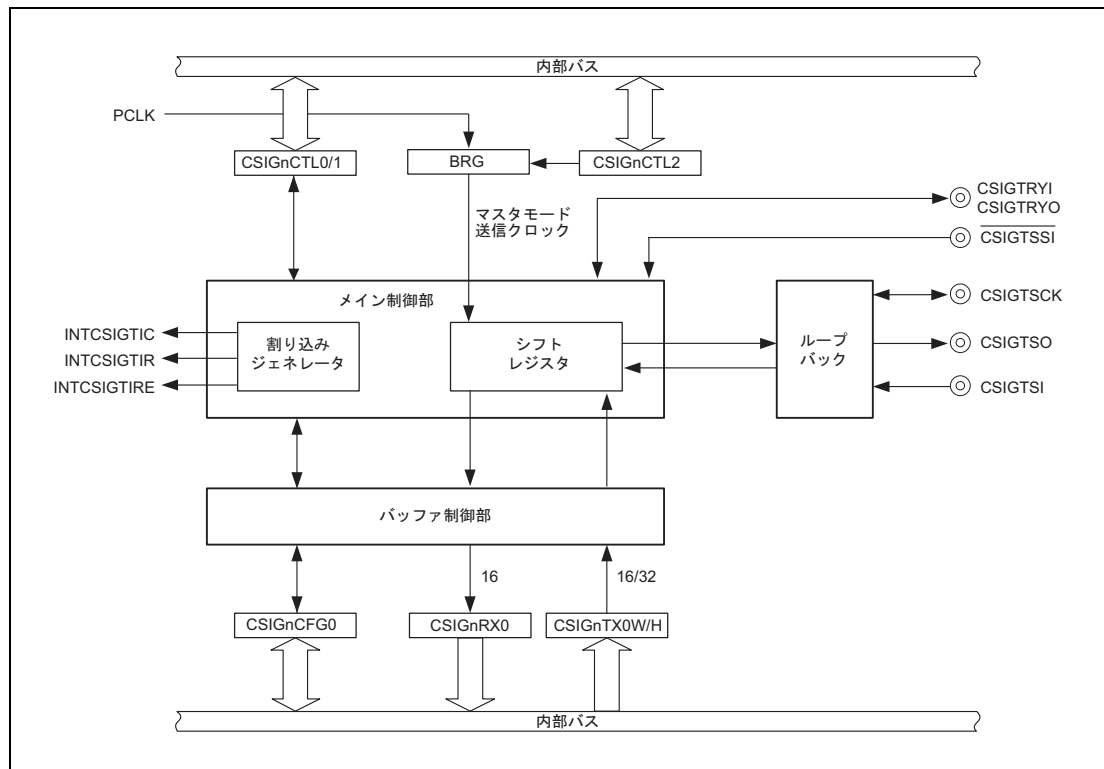 内部バス
PCLK
CSIGnCTL0/1
BRG
CSIGnCTL2
CSIGTRYI
CSIGTRYO
マスタモード
送信クロック
CSIGTSSI
メイン制御部
CSIGTSCK
INTCSIGTIC
割り込み
ジェネレータ
シフト
レジスタ
ループ
バック
CSIGTSO
INTCSIGTIR
INTCSIGTIRE
CSIGTSI
バッファ制御部
16
16/32
CSIGnCFG0
CSIGnRX0
CSIGnTX0W/H
内部バス